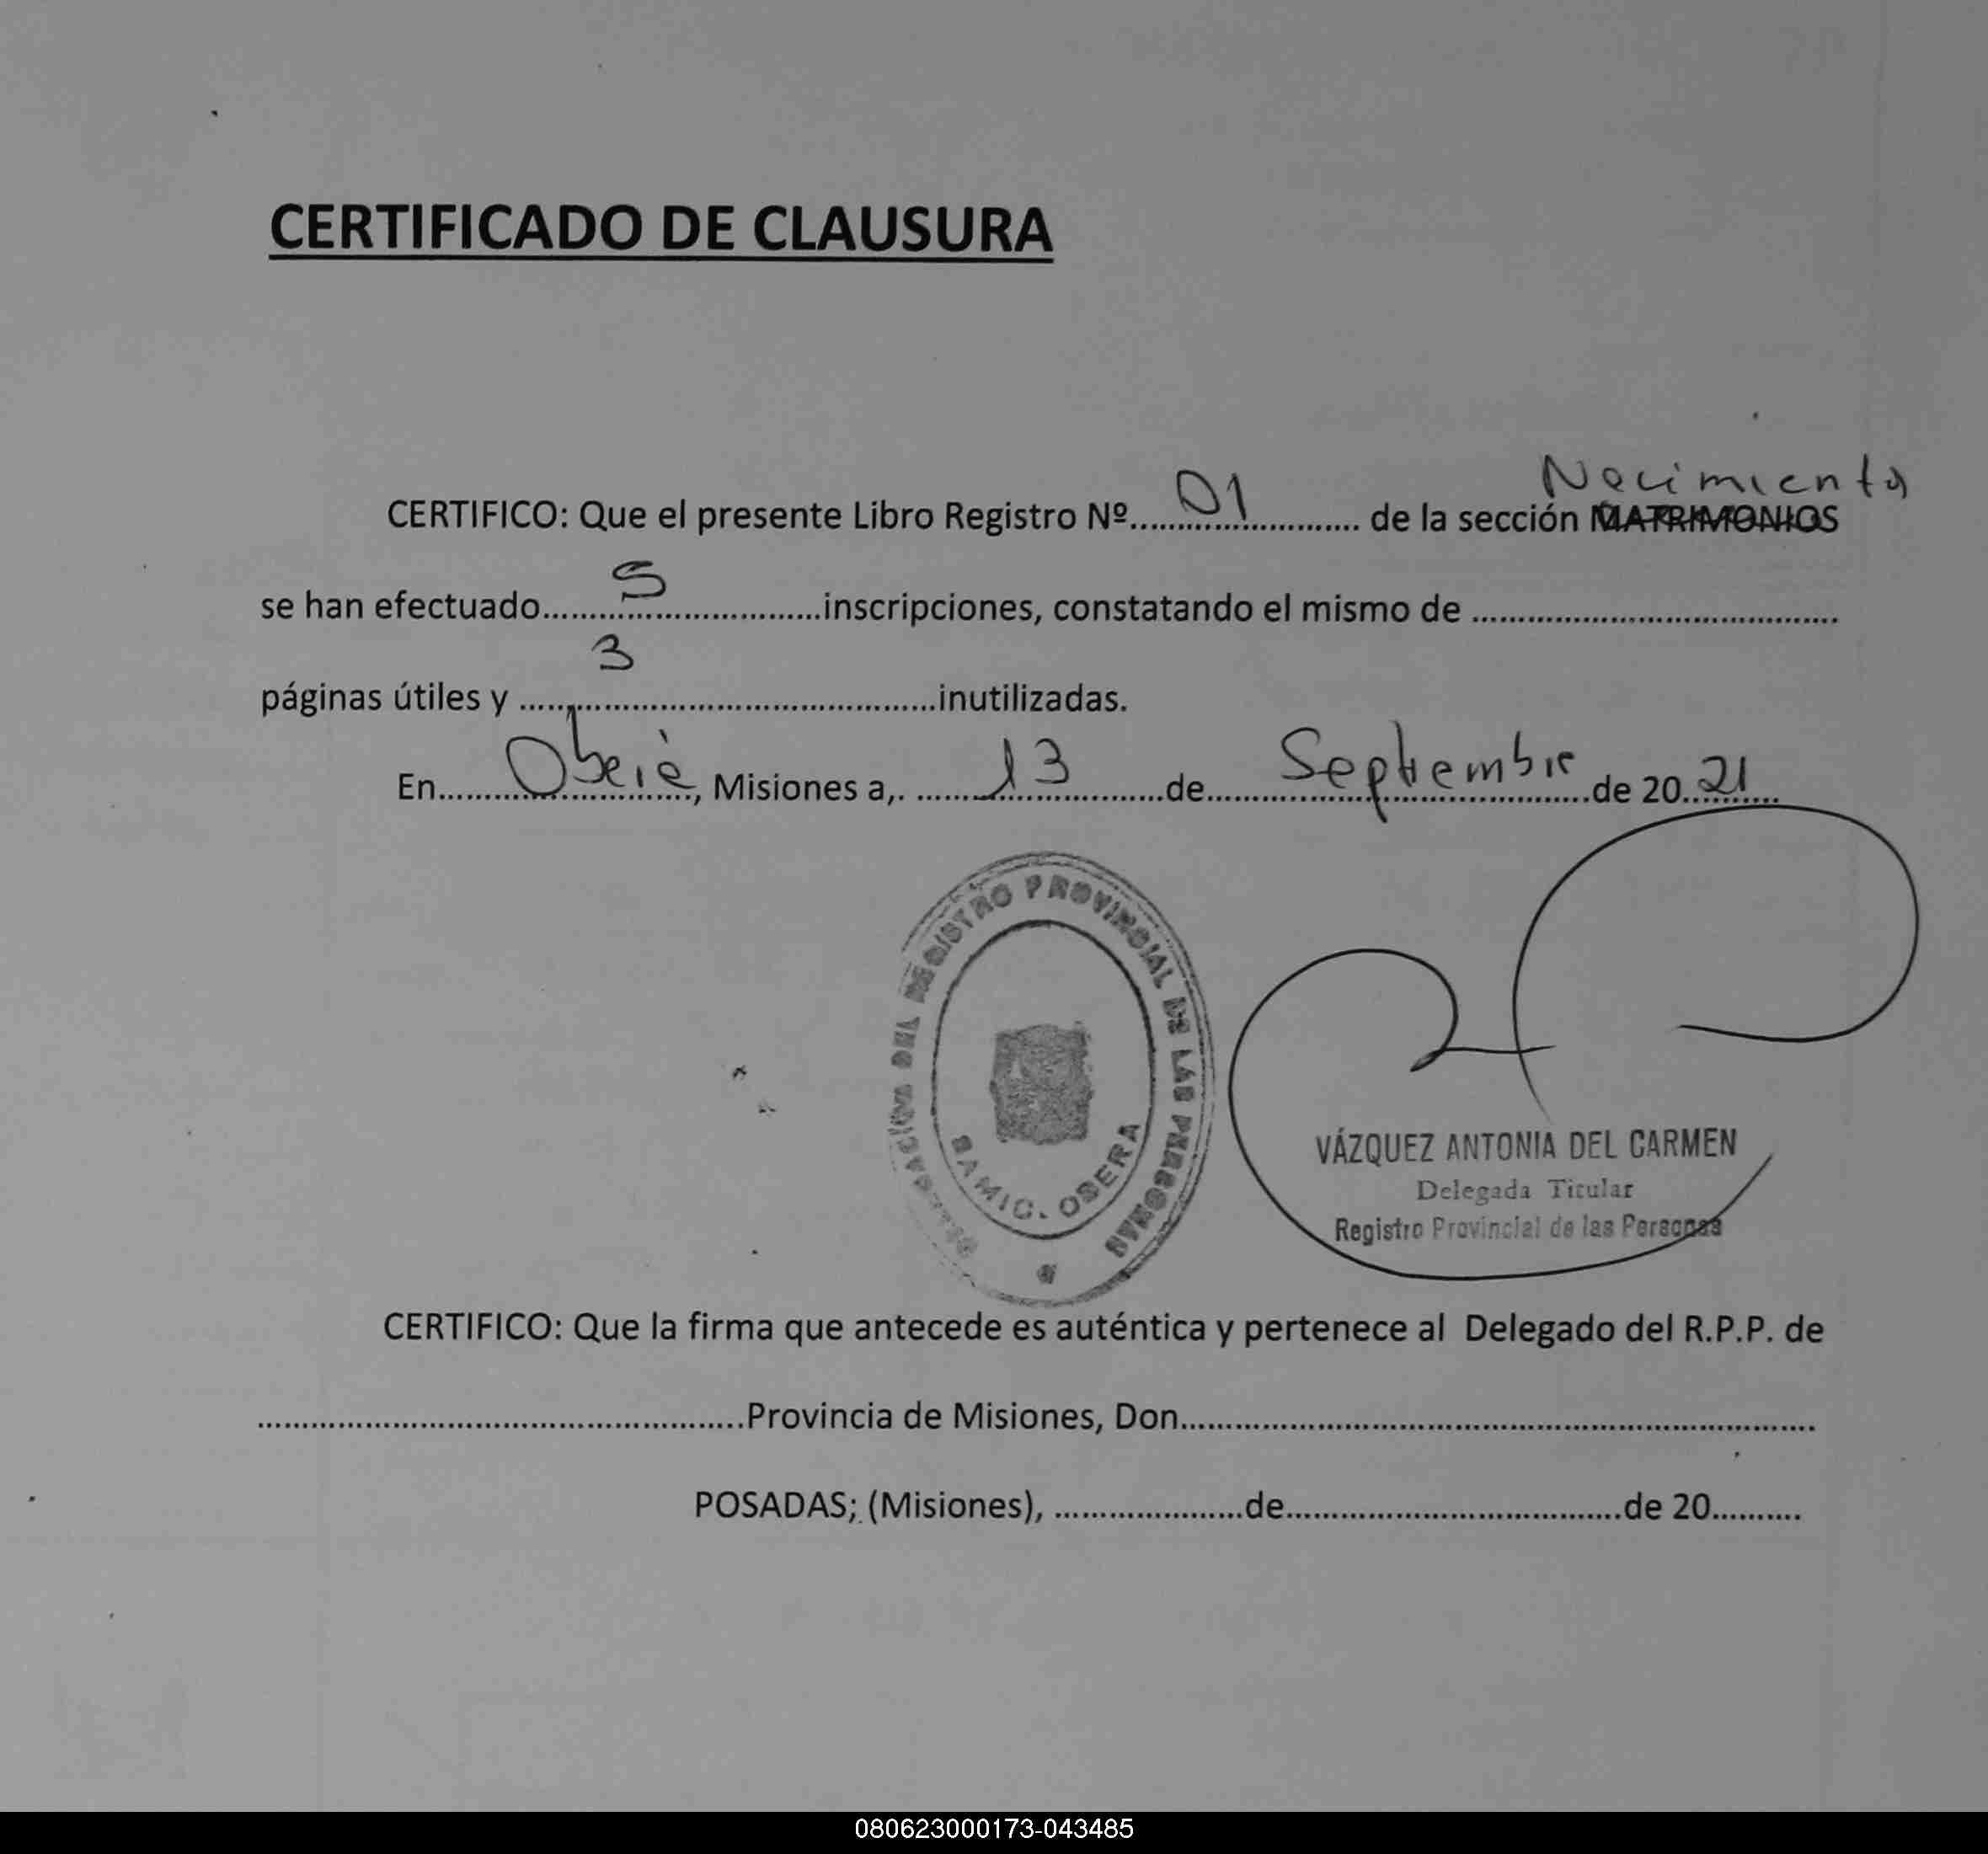 CERTIFICADO DE CLAUSURA
Nacimiento
CERTIFICO: Que el presente Libro Registro Nº....01.... de la sección MATRIMONIOS
se han efectuado....5....inscripciones, constatando el mismo de ........
páginas útiles y ....3....inutilizadas.
En....Oberà...., Misiones a,. ....13....de....Septiembre....de 20..21....
DELEGACION DEL REGISTRO PROVINCIAL DE LAS PERSONAS
SAMIC. OBERA
VÁZQUEZ ANTONIA DEL CARMEN
Delegada Titular
Registro Provincial de las Personas
CERTIFICO: Que la firma que antecede es auténtica y pertenece al Delegado del R.P.P. de
........Provincia de Misiones, Don........
POSADAS; (Misiones), ........de........de 20........
080623000173-043485